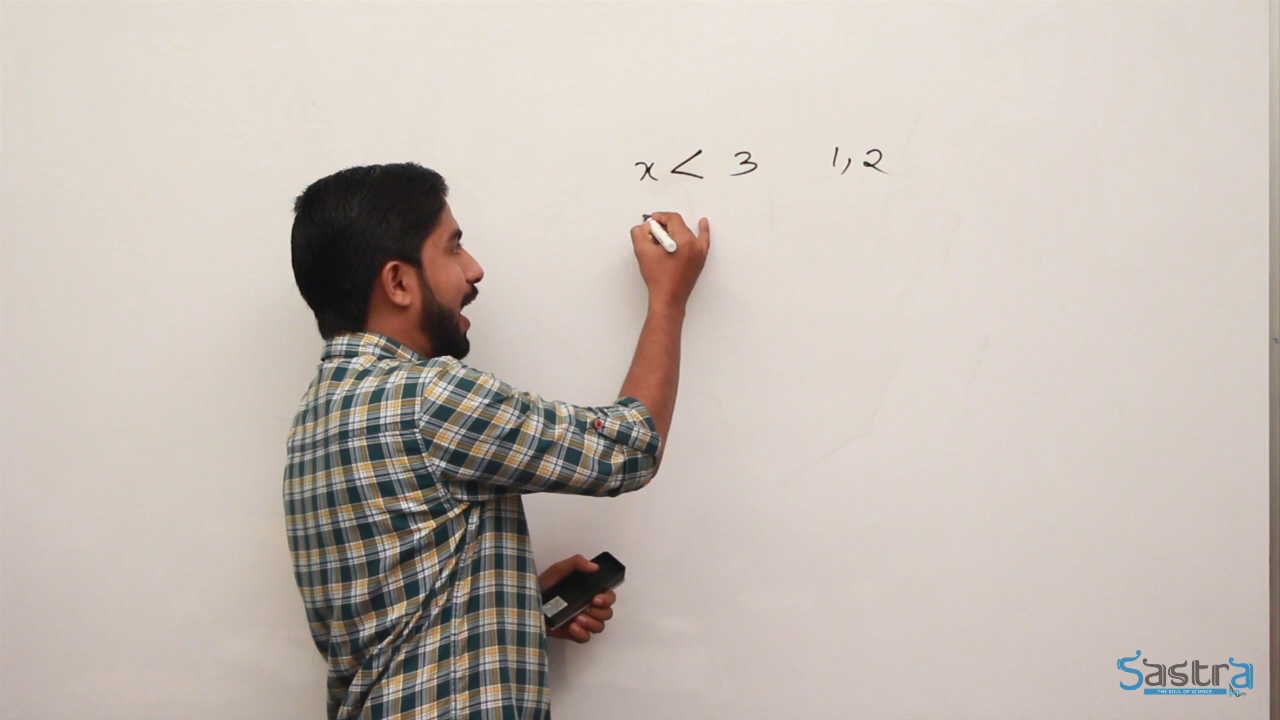 x < 3 1, 2
Sastra
THE SOUL OF SCIENCE